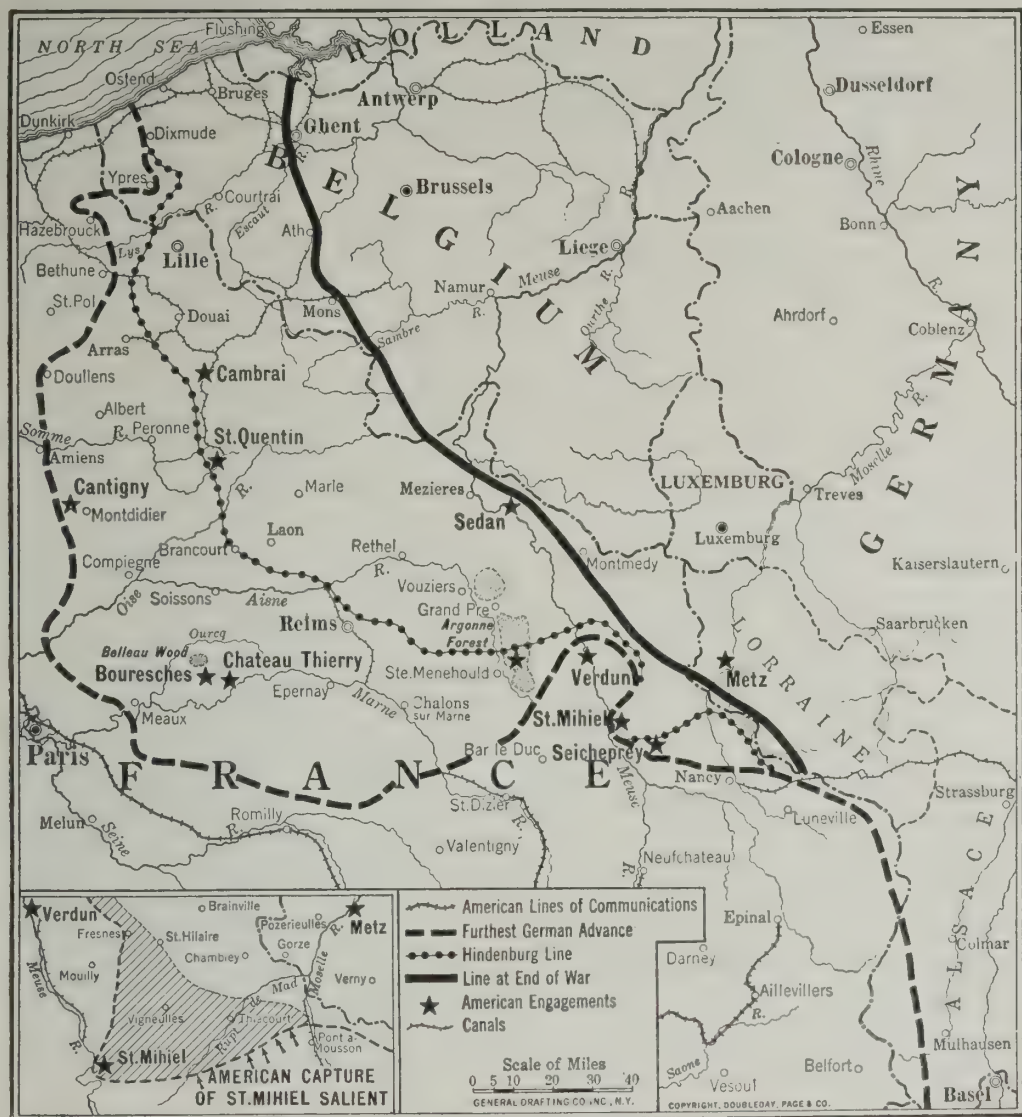 NORTH SEA
Flushing
HOLLAND
Essen
Ostend
Bruges
Antwerp
Dusseldorf
Dunkirk
Dixmude
Ghent
R.
Cologne
Rhine
BELGIUM
Brussels
Ypres
Courtrai
R.
Escaut
R.
Aachen
Bonn
GERMANY
Hazebrouck
Lys
Lille
Ath
Liege
Bethune
Namur
Meuse
R.
Ourthe
R.
R.
St.Pol
Douai
Mons
Sambre
R.
Ahrdorf
Coblenz
Arras
Doullens
Cambrai
Albert
R.
Somme
R.
Peronne
St.Quentin
Moselle
Amiens
R.
Marle
Mezieres
LUXEMBURG
Treves
Cantigny
Montdidier
Sedan
Laon
Luxemburg
Brancourt
Rethel
R.
Montmedy
Compiegne
Vouziers
Kaiserslautern
Oise
Soissons
Aisne
Grand Pre
Argonne
Forest
Reims
Saarbrucken
Ourcq
Belleau Wood
Bouresches
Chateau Thierry
Ste.Menehould
Verdun
Metz
LORRAINE
Epernay
Marne
Chalons
sur Marne
Meaux
St.Mihiel
Paris
Bar le Duc
Seicheprey
FRANCE
Meuse
Nancy
St.Dizier
Strassburg
Melun
Seine
R.
Romilly
R.
Luneville
Valentigny
R.
Neufchateau
ALSACE
Epinal
Colmar
Darney
Aillevillers
R.
Saone
Vesoul
Belfort
Mulhausen
Basel
Verdun
Brainville
Metz
Fresnes
St.Hilaire
Pozerieulles
R.
Gorze
Mouilly
Chambley
Moselle
Meuse
Mad
Verny
de
Vigneulles
Rupt
Thiacourt
R.
St.Mihiel
Pont à-
Mousson
AMERICAN CAPTURE
OF ST.MIHIEL SALIENT
American Lines of Communications
Furthest German Advance
Hindenburg Line
Line at End of War
American Engagements
Canals
Scale of Miles
0 5 10 20 30 40
GENERAL DRAFTING CO INC., N.Y.
COPYRIGHT, DOUBLEDAY, PAGE & CO.